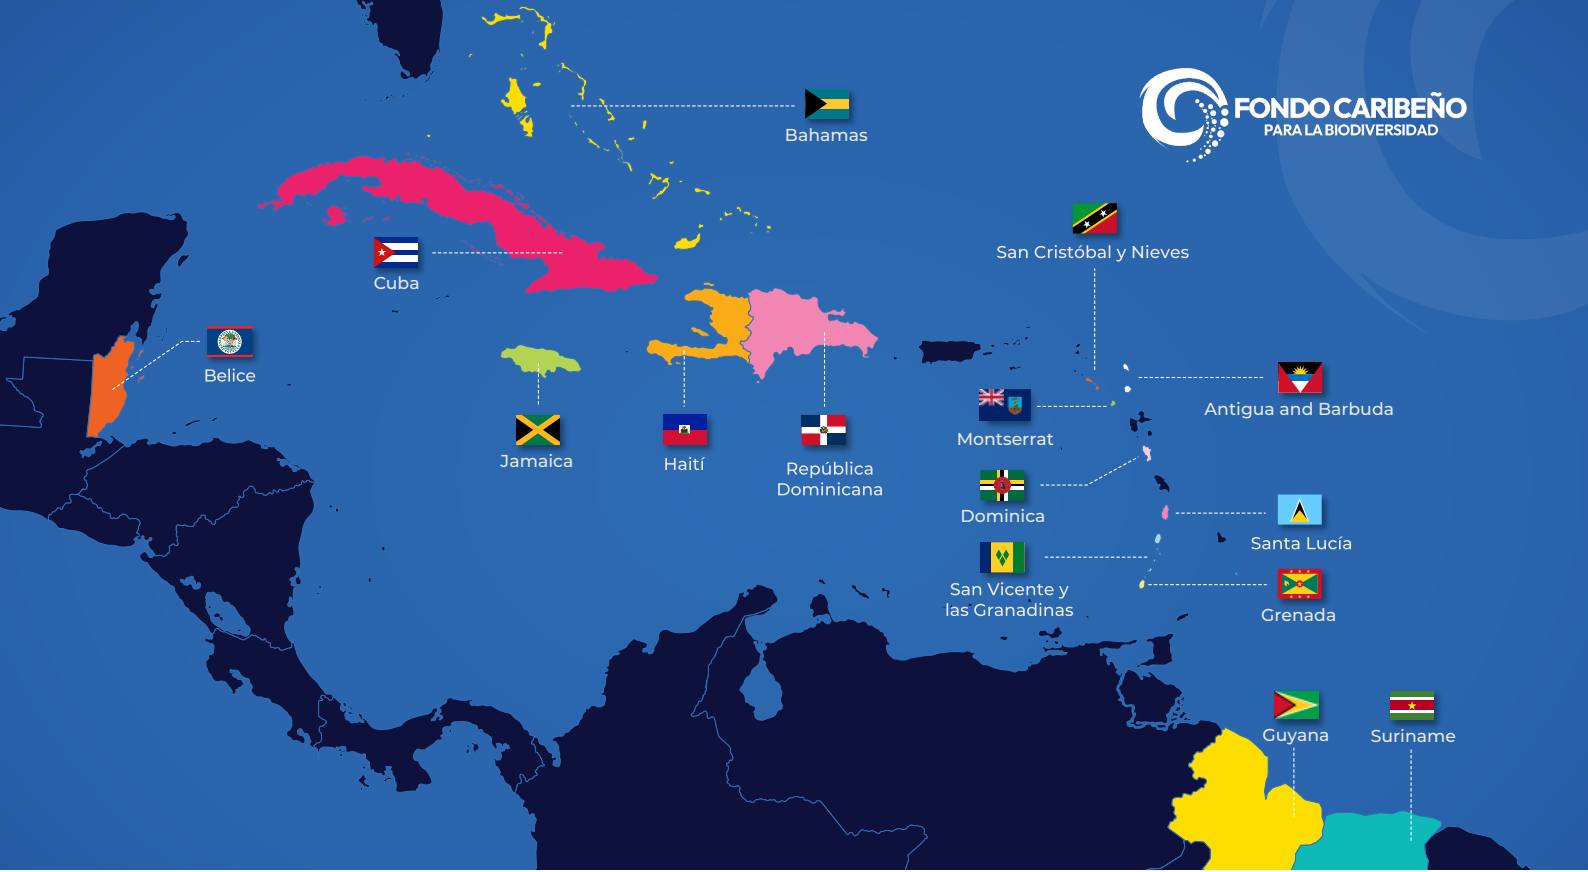 FONDO CARIBEÑO
PARA LA BIODIVERSIDAD
Bahamas
San Cristóbal y Nieves
Cuba
Belice
Antigua and Barbuda
Montserrat
Jamaica
Haití
República
Dominicana
Dominica
Santa Lucía
San Vicente y
las Granadinas
Grenada
Guyana
Suriname